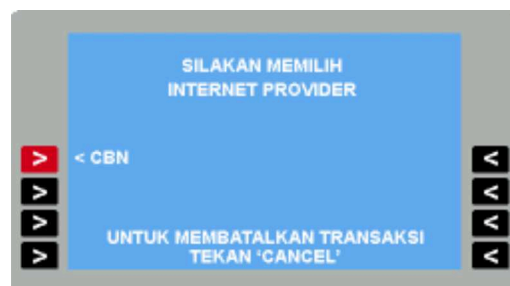 SILAKAN MEMILIH
INTERNET PROVIDER
> < CBN <
> <
> <
UNTUK MEMBATALKAN TRANSAKSI
> TEKAN 'CANCEL' <